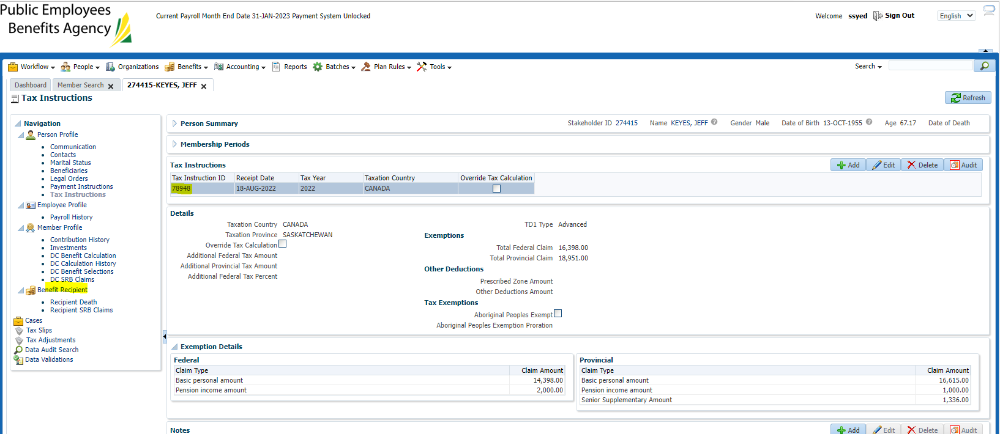 Public Employees
Benefits Agency
Current Payroll Month End Date 31-JAN-2023 Payment System Unlocked
Welcome ssyed Sign Out English
Workflow People Organizations Benefits Accounting Reports Batches Plan Rules Tools Search
Dashboard Member Search 274415-KEYES, JEFF
Tax Instructions
Refresh
Navigation
Person Profile
Communication
Contacts
Marital Status
Beneficiaries
Legal Orders
Payment Instructions
Tax Instructions
Employee Profile
Payroll History
Member Profile
Contribution History
Investments
DC Benefit Calculation
DC Calculation History
DC Benefit Selections
DC SRB Claims
Benefit Recipient
Recipient Death
Recipient SRB Claims
Cases
Tax Slips
Tax Adjustments
Data Audit Search
Data Validations
Person Summary Stakeholder ID 274415 Name KEYES, JEFF Gender Male Date of Birth 13-OCT-1955 Age 67.17 Date of Death
Membership Periods
Tax Instructions Add Edit Delete Audit
Tax Instruction ID Receipt Date Tax Year Taxation Country Override Tax Calculation
78948 18-AUG-2022 2022 CANADA
Details
Taxation Country CANADA
Taxation Province SASKATCHEWAN
Override Tax Calculation
Additional Federal Tax Amount
Additional Provincial Tax Amount
Additional Federal Tax Percent
TD1 Type Advanced
Exemptions
Total Federal Claim 16,398.00
Total Provincial Claim 18,951.00
Other Deductions
Prescribed Zone Amount
Other Deductions Amount
Tax Exemptions
Aboriginal Peoples Exempt
Aboriginal Peoples Exemption Proration
Exemption Details
Federal
Claim Type Claim Amount
Basic personal amount 14,398.00
Pension income amount 2,000.00
Provincial
Claim Type Claim Amount
Basic personal amount 16,615.00
Pension income amount 1,000.00
Senior Supplementary Amount 1,336.00
Notes Add Edit Delete Audit